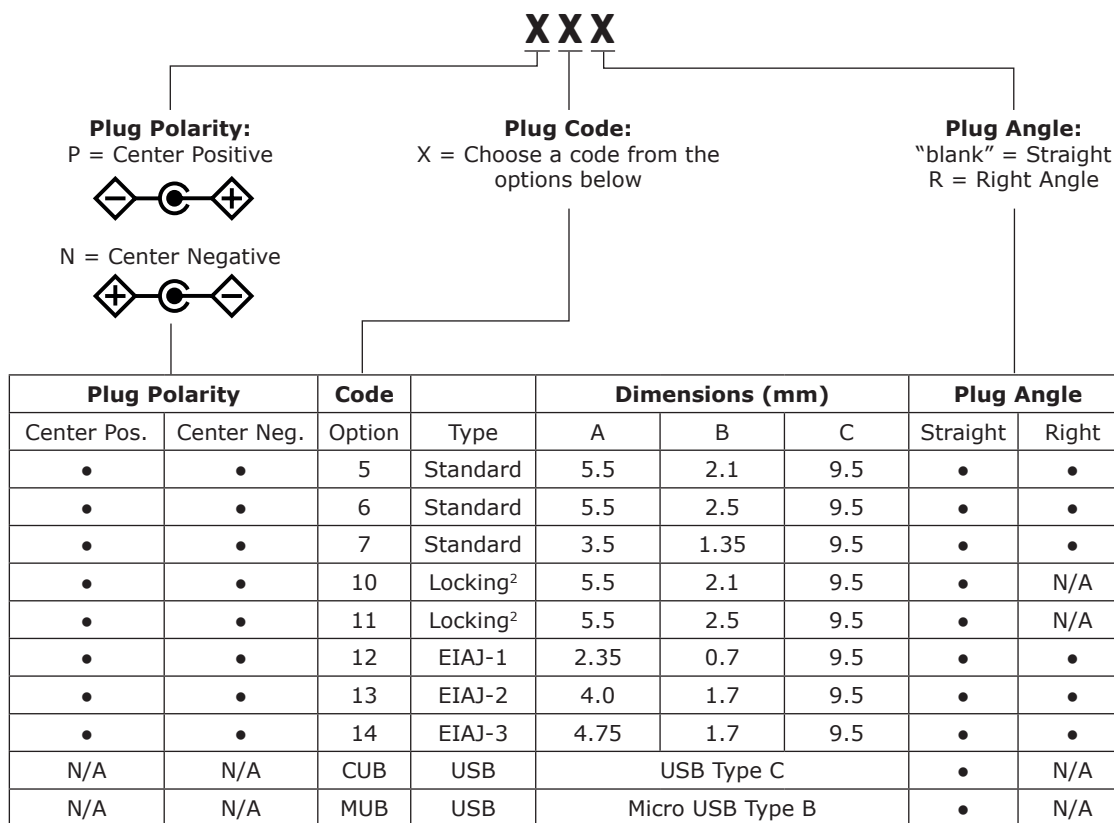 X X X
Plug Polarity:
P = Center Positive
N = Center Negative
Plug Code:
X = Choose a code from the
options below
Plug Angle:
“blank” = Straight
R = Right Angle
Plug Polarity Code Dimensions (mm) Plug Angle
Center Pos. Center Neg. Option Type A B C Straight Right
● ● 5 Standard 5.5 2.1 9.5 ● ●
● ● 6 Standard 5.5 2.5 9.5 ● ●
● ● 7 Standard 3.5 1.35 9.5 ● ●
● ● 10 Locking² 5.5 2.1 9.5 ● N/A
● ● 11 Locking² 5.5 2.5 9.5 ● N/A
● ● 12 EIAJ-1 2.35 0.7 9.5 ● ●
● ● 13 EIAJ-2 4.0 1.7 9.5 ● ●
● ● 14 EIAJ-3 4.75 1.7 9.5 ● ●
N/A N/A CUB USB USB Type C ● N/A
N/A N/A MUB USB Micro USB Type B ● N/A